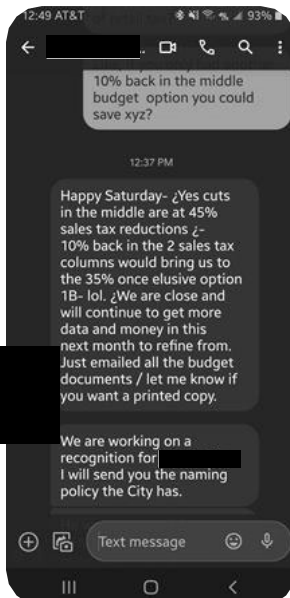 12:49 AT&T 93%
10% back in the middle
budget option you could
save xyz?
12:37 PM
Happy Saturday- ¿Yes cuts
in the middle are at 45%
sales tax reductions ¿-
10% back in the 2 sales tax
columns would bring us to
the 35% once elusive option
1B- lol. ¿We are close and
will continue to get more
data and money in this
next month to refine from.
Just emailed all the budget
documents / let me know if
you want a printed copy.
We are working on a
recognition for
I will send you the naming
policy the City has.
Text message